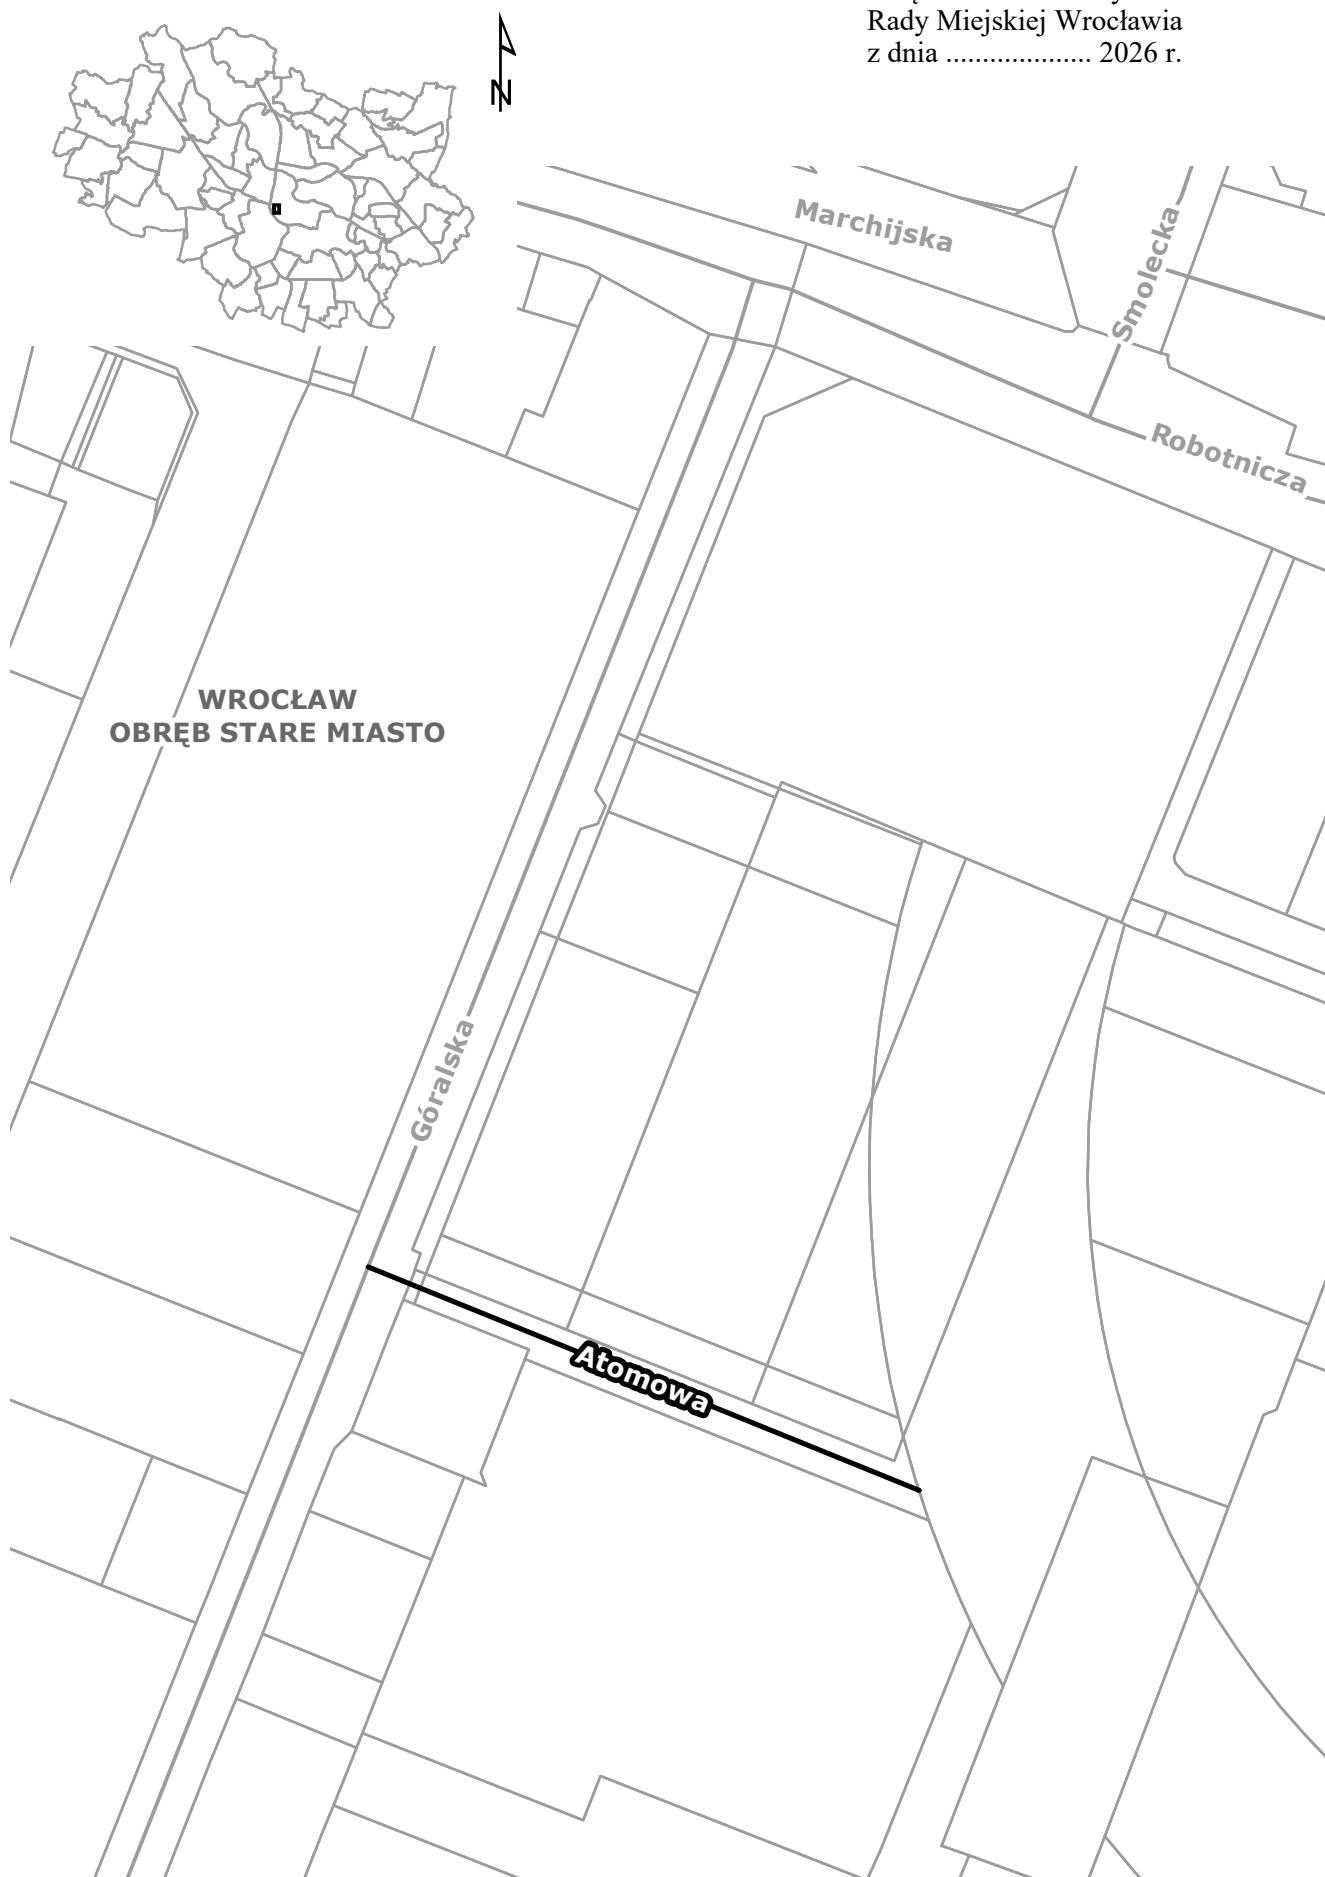 Rady Miejskiej Wrocławia
z dnia .................... 2026 r.
N
Marchijska
Smolecka
Robotnicza
WROCŁAW
OBRĘB STARE MIASTO
Góralska
Atomowa